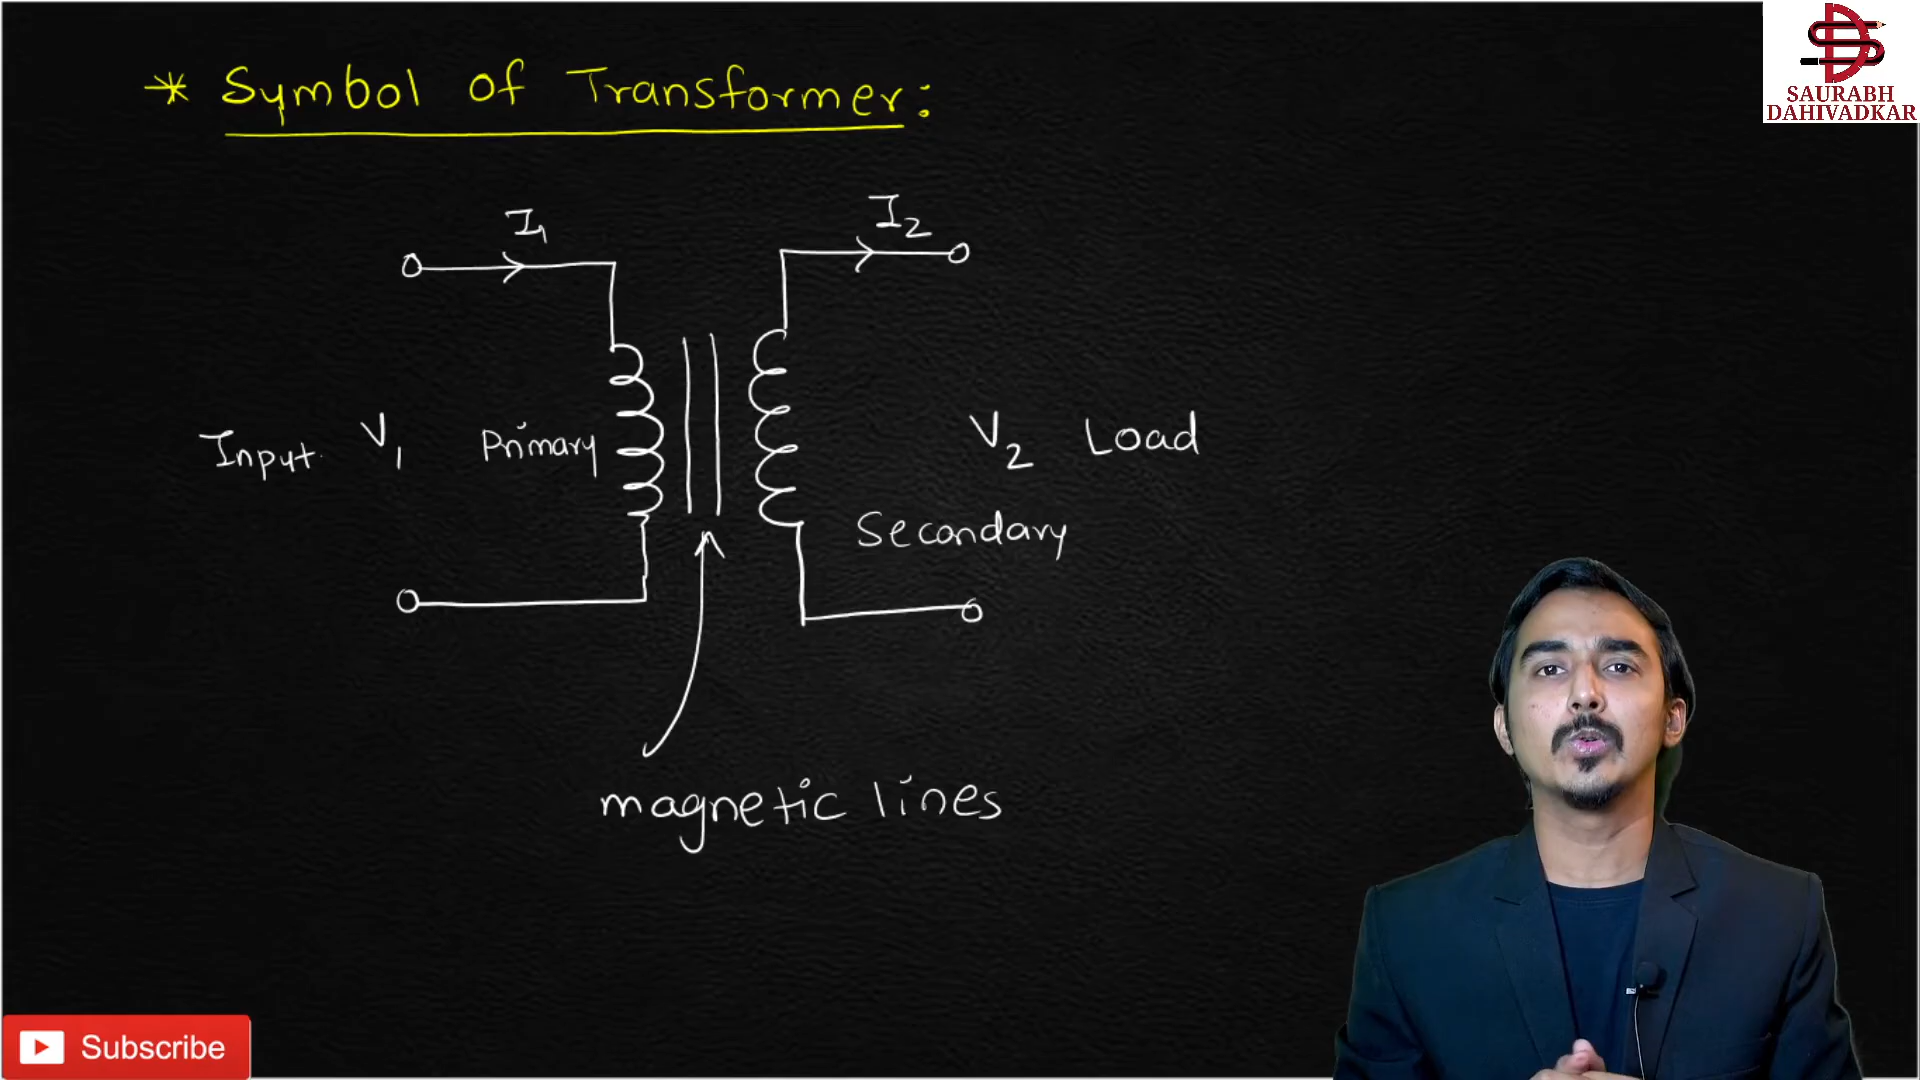 * Symbol of Transformer:
SAURABH
DAHIVADKAR
I1
I2
Input V1 Primary
V2 Load
Secondary
magnetic lines
Subscribe